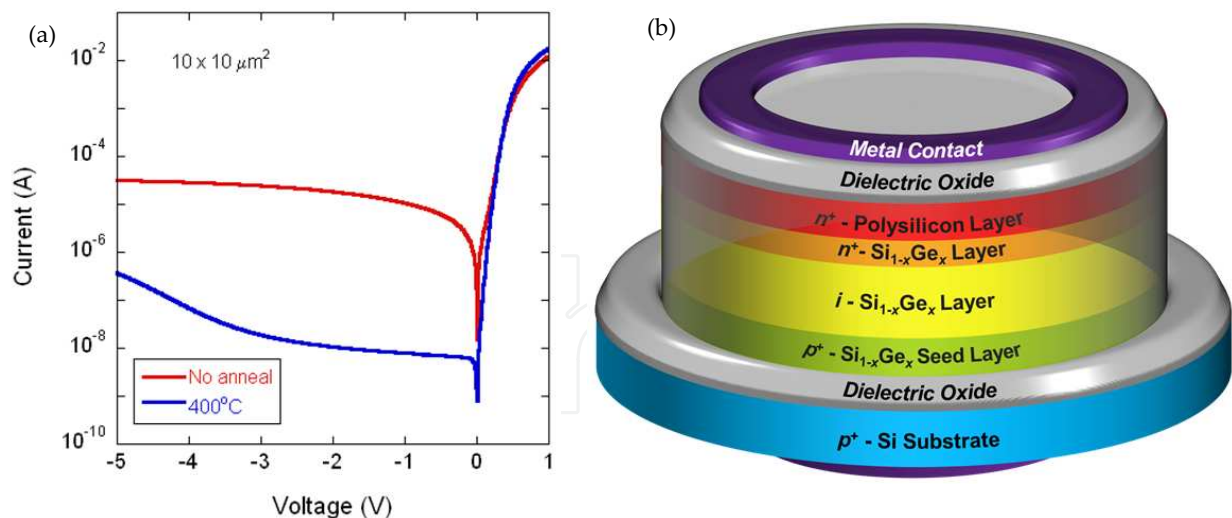 (a)
10 x 10 μm²
10⁻²
10⁻⁴
10⁻⁶
10⁻⁸
10⁻¹⁰
Current (A)
No anneal
400°C
-5 -4 -3 -2 -1 0 1
Voltage (V)
(b)
Metal Contact
Dielectric Oxide
n⁺ - Polysilicon Layer
n⁺- Si₁₋ₓGeₓ Layer
i - Si₁₋ₓGeₓ Layer
p⁺ - Si₁₋ₓGeₓ Seed Layer
Dielectric Oxide
p⁺ - Si Substrate